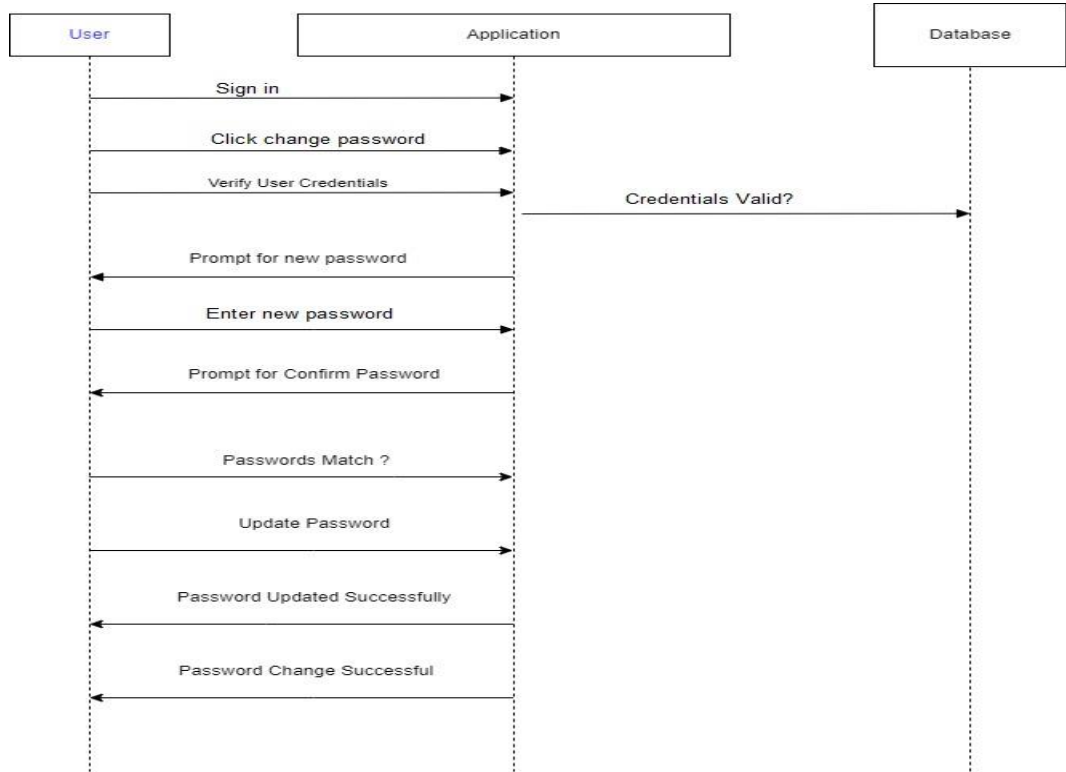 User
Application
Database
Sign in
Click change password
Verify User Credentials
Credentials Valid?
Prompt for new password
Enter new password
Prompt for Confirm Password
Passwords Match ?
Update Password
Password Updated Successfully
Password Change Successful